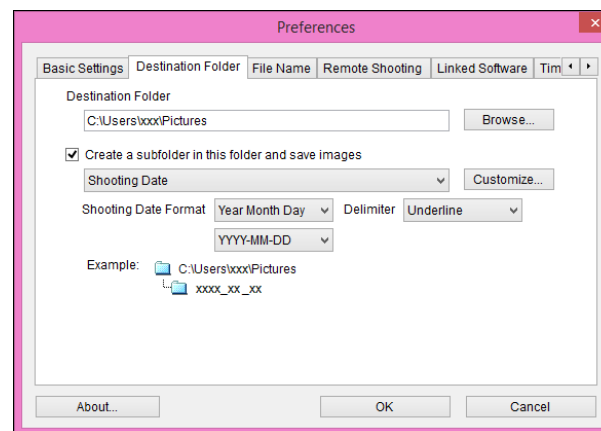 Preferences
Basic Settings Destination Folder File Name Remote Shooting Linked Software Tim
Destination Folder
C:\Users\xxx\Pictures Browse...
Create a subfolder in this folder and save images
Shooting Date Customize...
Shooting Date Format Year Month Day Delimiter Underline
YYYY-MM-DD
Example: C:\Users\xxx\Pictures
xxxx_xx_xx
About... OK Cancel